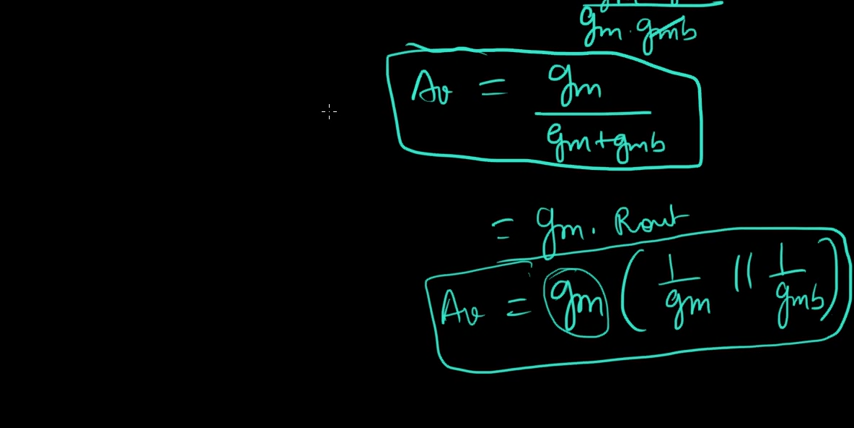 gm . gmb
Av = gm / gm+gmb
= gm . Rout
Av = gm ( 1/gm || 1/gmb )